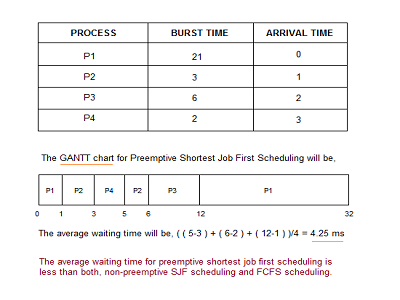 PROCESS BURST TIME ARRIVAL TIME
P1 21 0
P2 3 1
P3 6 2
P4 2 3
The GANTT chart for Preemptive Shortest Job First Scheduling will be,
P1 P2 P4 P2 P3 P1
0 1 3 5 6 12 32
The average waiting time will be, ( ( 5-3 ) + ( 6-2 ) + ( 12-1 ) )/4 = 4.25 ms
The average waiting time for preemptive shortest job first scheduling is
less than both, non-preemptive SJF scheduling and FCFS scheduling.